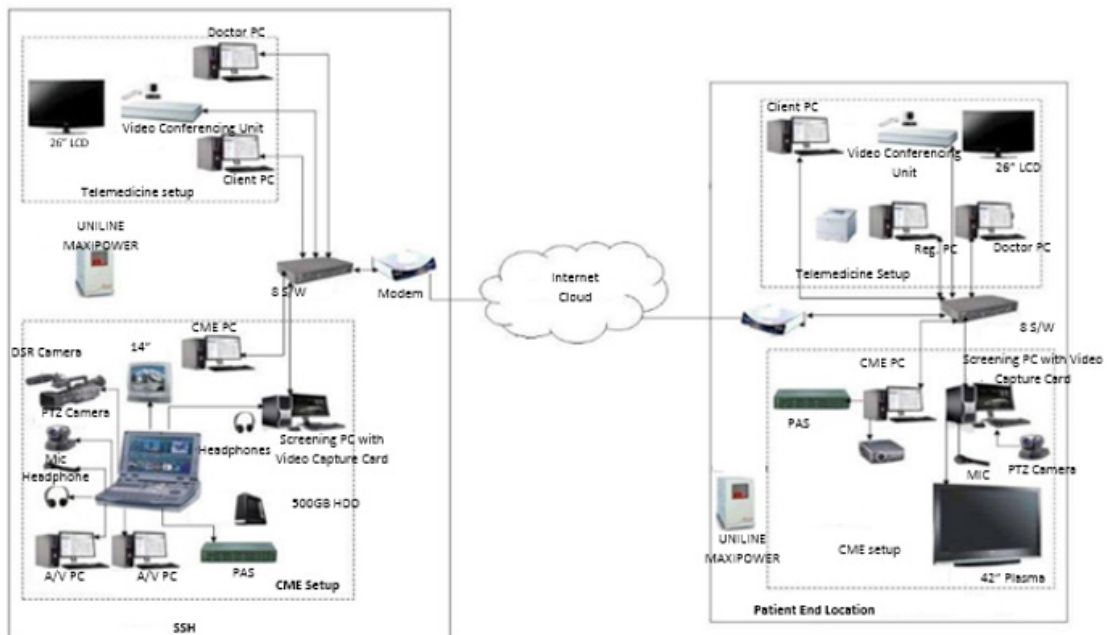 Doctor PC
Video Conferencing Unit
26" LCD
Client PC
Telemedicine setup
UNILINE
MAXIPOWER
8 S/W
Modem
CME PC
DSR Camera
14"
PTZ Camera
Mic
Headphone
Headphones
Screening PC with
Video Capture Card
500GB HDD
A/V PC
A/V PC
PAS
CME Setup
SSH
Internet
Cloud
Client PC
Video Conferencing
Unit
26" LCD
Reg. PC
Doctor PC
Telemedicine Setup
8 S/W
CME PC
Screening PC with Video
Capture Card
PAS
MIC
PTZ Camera
UNILINE
MAXIPOWER
CME setup
42" Plasma
Patient End Location